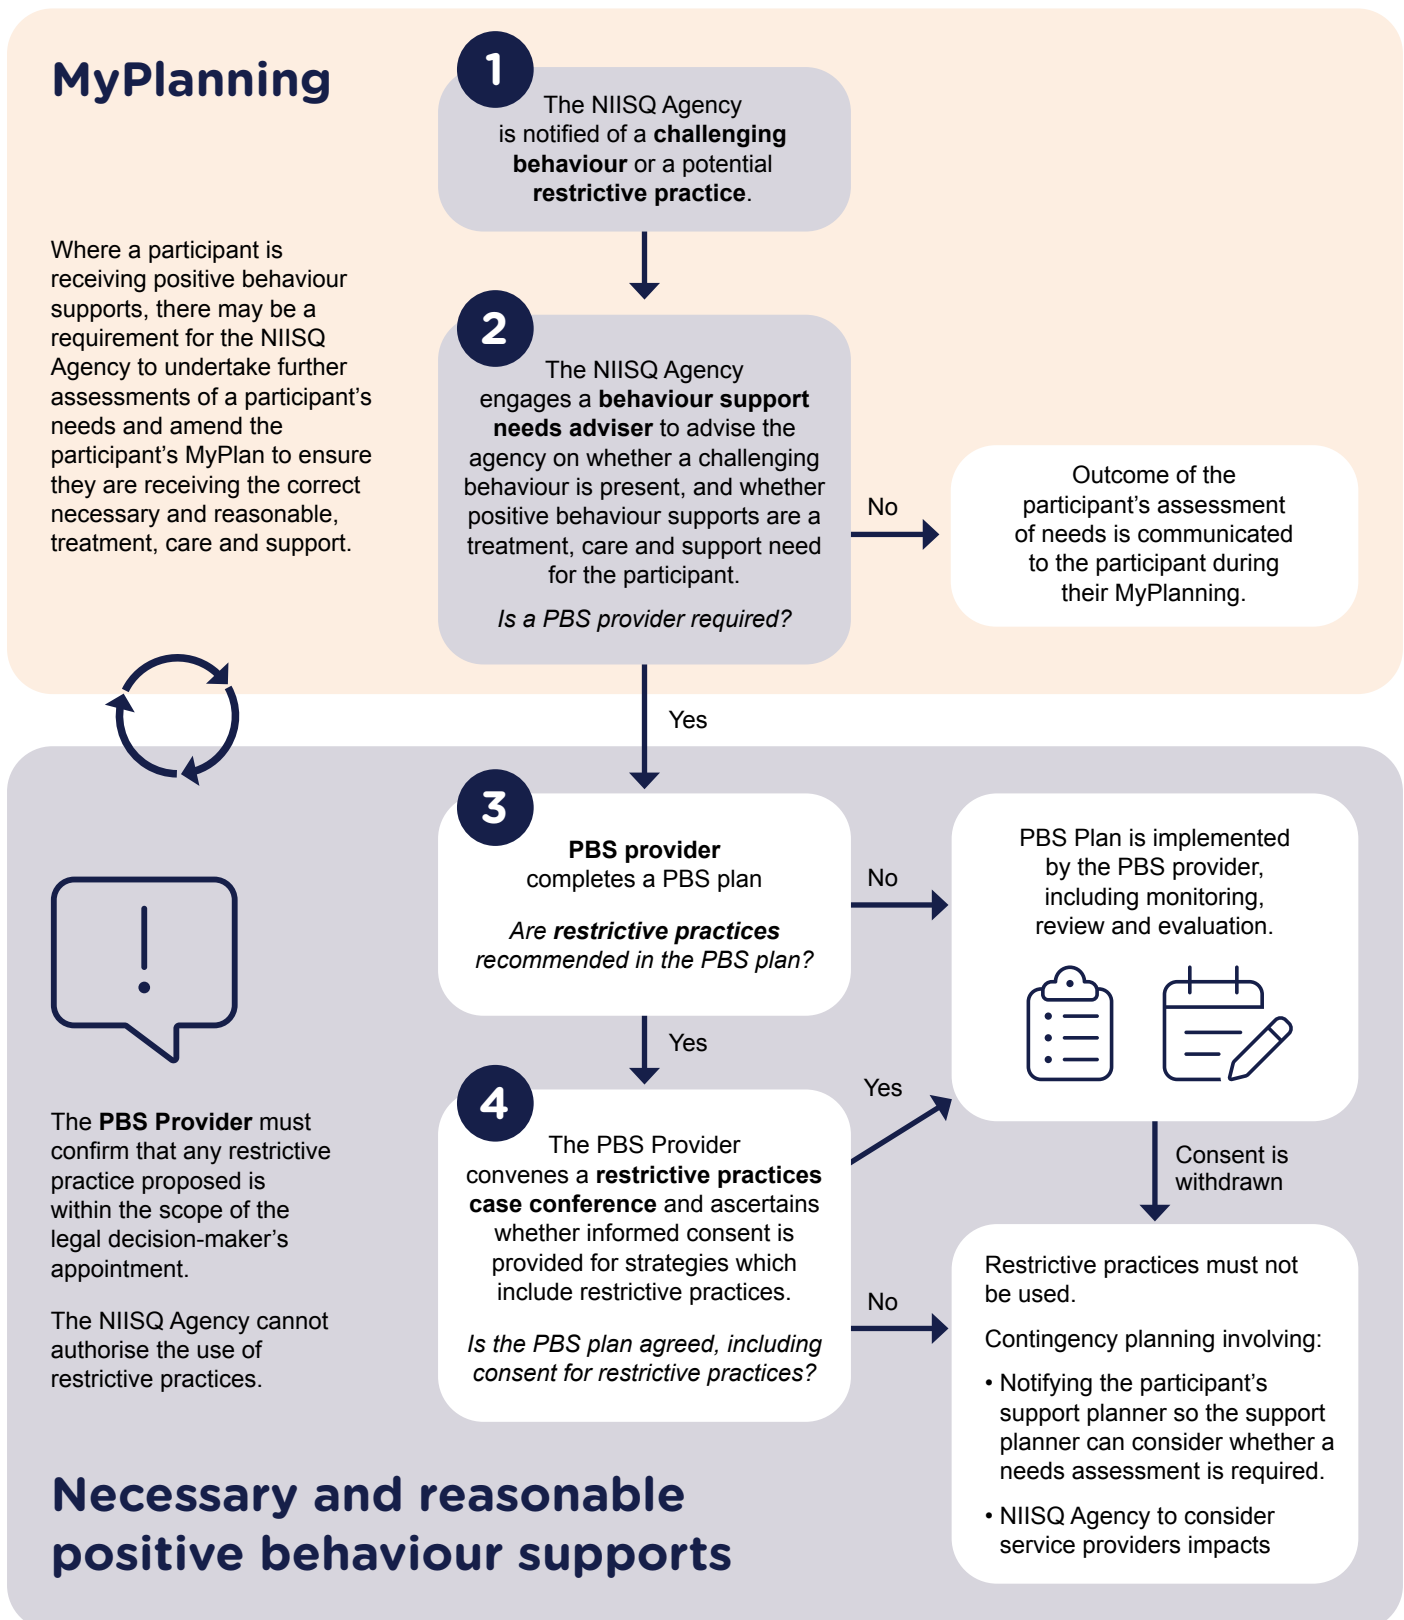 MyPlanning
Where a participant is
receiving positive behaviour
supports, there may be a
requirement for the NIISQ
Agency to undertake further
assessments of a participant's
needs and amend the
participant's MyPlan to ensure
they are receiving the correct
necessary and reasonable,
treatment, care and support.
1
The NIISQ Agency
is notified of a challenging
behaviour or a potential
restrictive practice.
2
The NIISQ Agency
engages a behaviour support
needs adviser to advise the
agency on whether a challenging
behaviour is present, and whether
positive behaviour supports are a
treatment, care and support need
for the participant.
Is a PBS provider required?
No
Outcome of the
participant's assessment
of needs is communicated
to the participant during
their MyPlanning.
Yes
3
PBS provider
completes a PBS plan
Are restrictive practices
recommended in the PBS plan?
No
PBS Plan is implemented
by the PBS provider,
including monitoring,
review and evaluation.
Yes
4
The PBS Provider
convenes a restrictive practices
case conference and ascertains
whether informed consent is
provided for strategies which
include restrictive practices.
Is the PBS plan agreed, including
consent for restrictive practices?
Yes
No
Consent is
withdrawn
Restrictive practices must not
be used.
Contingency planning involving:
• Notifying the participant's
support planner so the support
planner can consider whether a
needs assessment is required.
• NIISQ Agency to consider
service providers impacts
!
The PBS Provider must
confirm that any restrictive
practice proposed is
within the scope of the
legal decision-maker's
appointment.
The NIISQ Agency cannot
authorise the use of
restrictive practices.
Necessary and reasonable
positive behaviour supports